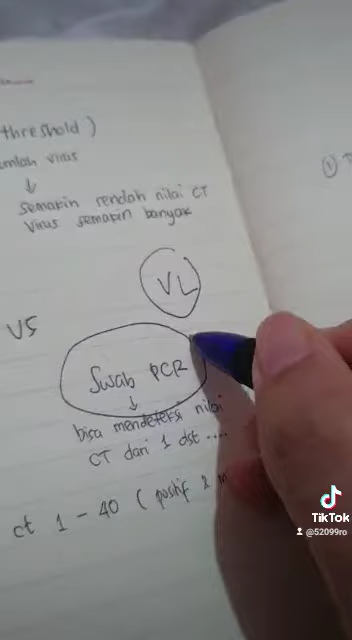 threshold)
jumlah virus
↓
semakin rendah nilai CT
virus semakin banyak
VL
VS
Swab PCR
↓
bisa mendeteksi nilai
CT dari 1 dst ....
ct 1 - 40 (positif
TikTok
@52099ro